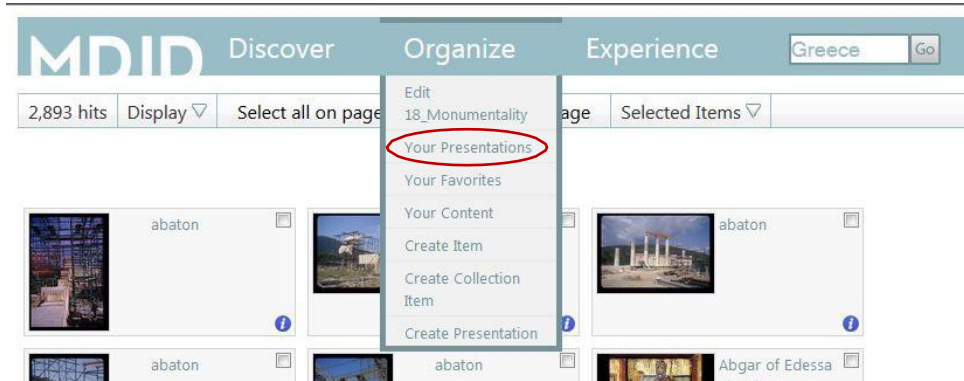 MDID Discover Organize Experience Greece Go
2,893 hits Display Select all on page age Selected Items
Edit
18_Monumentality
Your Presentations
Your Favorites
Your Content
Create Item
Create Collection
Item
Create Presentation
abaton abaton
abaton abaton Abgar of Edessa